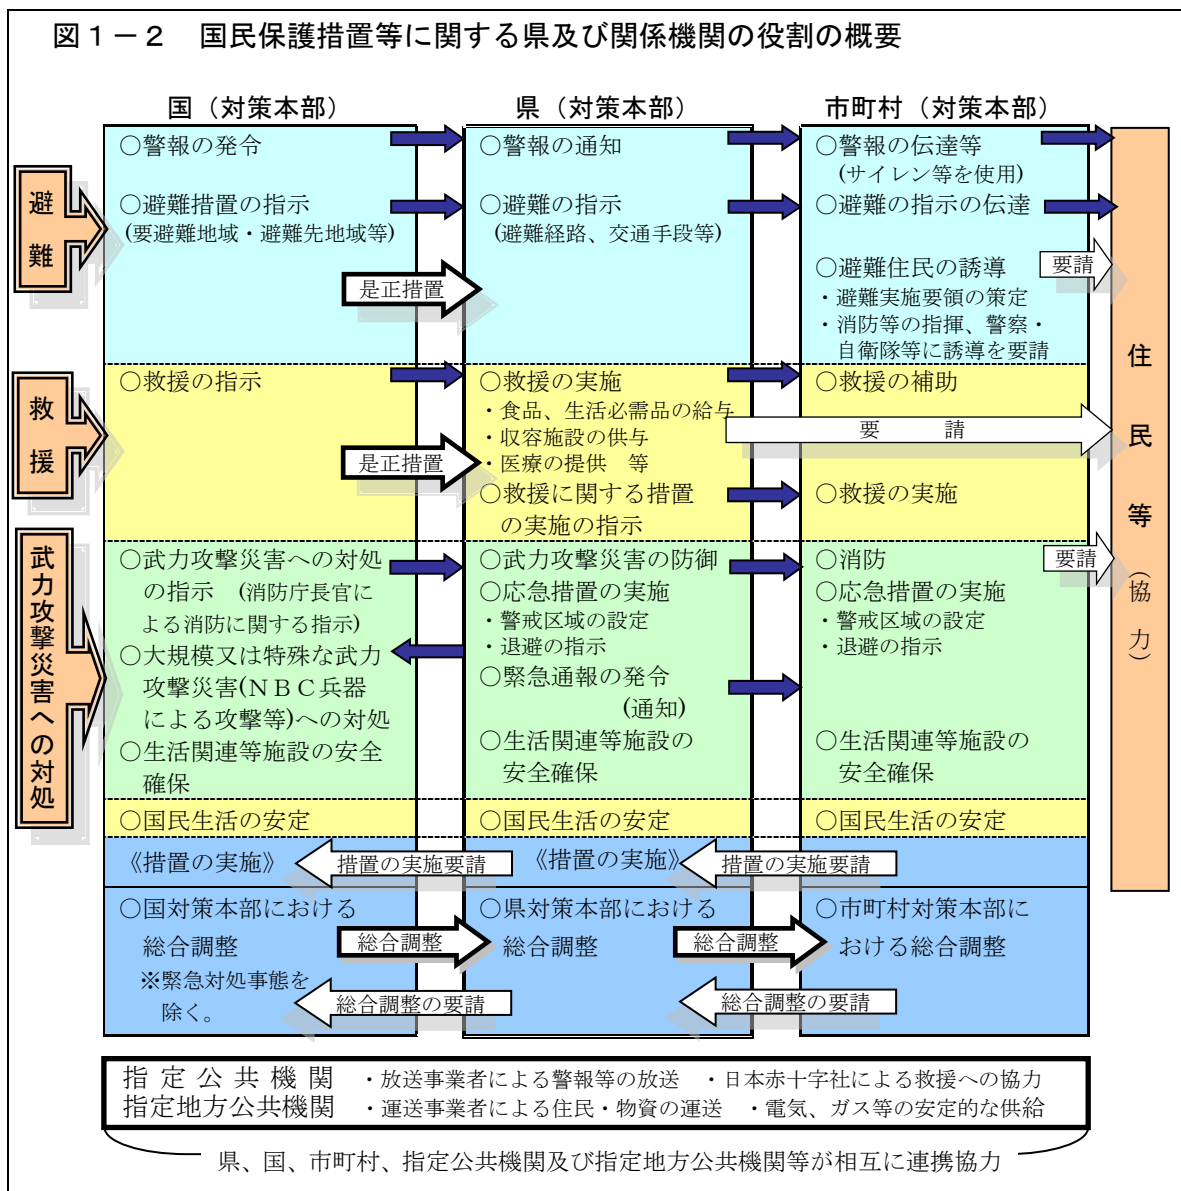 図１－２　国民保護措置等に関する県及び関係機関の役割の概要
国（対策本部）
県（対策本部）
市町村（対策本部）
避難
○警報の発令
○避難措置の指示
(要避難地域・避難先地域等)
是正措置
○警報の通知
○避難の指示
(避難経路、交通手段等)
○警報の伝達等
(サイレン等を使用)
○避難の指示の伝達
○避難住民の誘導
・避難実施要領の策定
・消防等の指揮、警察・
自衛隊等に誘導を要請
要請
救援
○救援の指示
是正措置
○救援の実施
・食品、生活必需品の給与
・収容施設の供与
・医療の提供　等
○救援に関する措置
の実施の指示
○救援の補助
要　　請
○救援の実施
武力攻撃災害への対処
○武力攻撃災害への対処
の指示　(消防庁長官に
よる消防に関する指示)
○大規模又は特殊な武力
攻撃災害(ＮＢＣ兵器
による攻撃等)への対処
○生活関連等施設の安全
確保
○武力攻撃災害の防御
○応急措置の実施
・警戒区域の設定
・退避の指示
○緊急通報の発令
(通知)
○生活関連等施設の
安全確保
○消防
○応急措置の実施
・警戒区域の設定
・退避の指示
○生活関連等施設の
安全確保
要請
住民等（協力）
○国民生活の安定
○国民生活の安定
○国民生活の安定
《措置の実施》
措置の実施要請
《措置の実施》
措置の実施要請
○国対策本部における
総合調整
※緊急対処事態を
除く。
総合調整
総合調整の要請
○県対策本部における
総合調整
総合調整
総合調整の要請
○市町村対策本部に
おける総合調整
指定公共機関　・放送事業者による警報等の放送　・日本赤十字社による救援への協力
指定地方公共機関　・運送事業者による住民・物資の運送　・電気、ガス等の安定的な供給
県、国、市町村、指定公共機関及び指定地方公共機関等が相互に連携協力